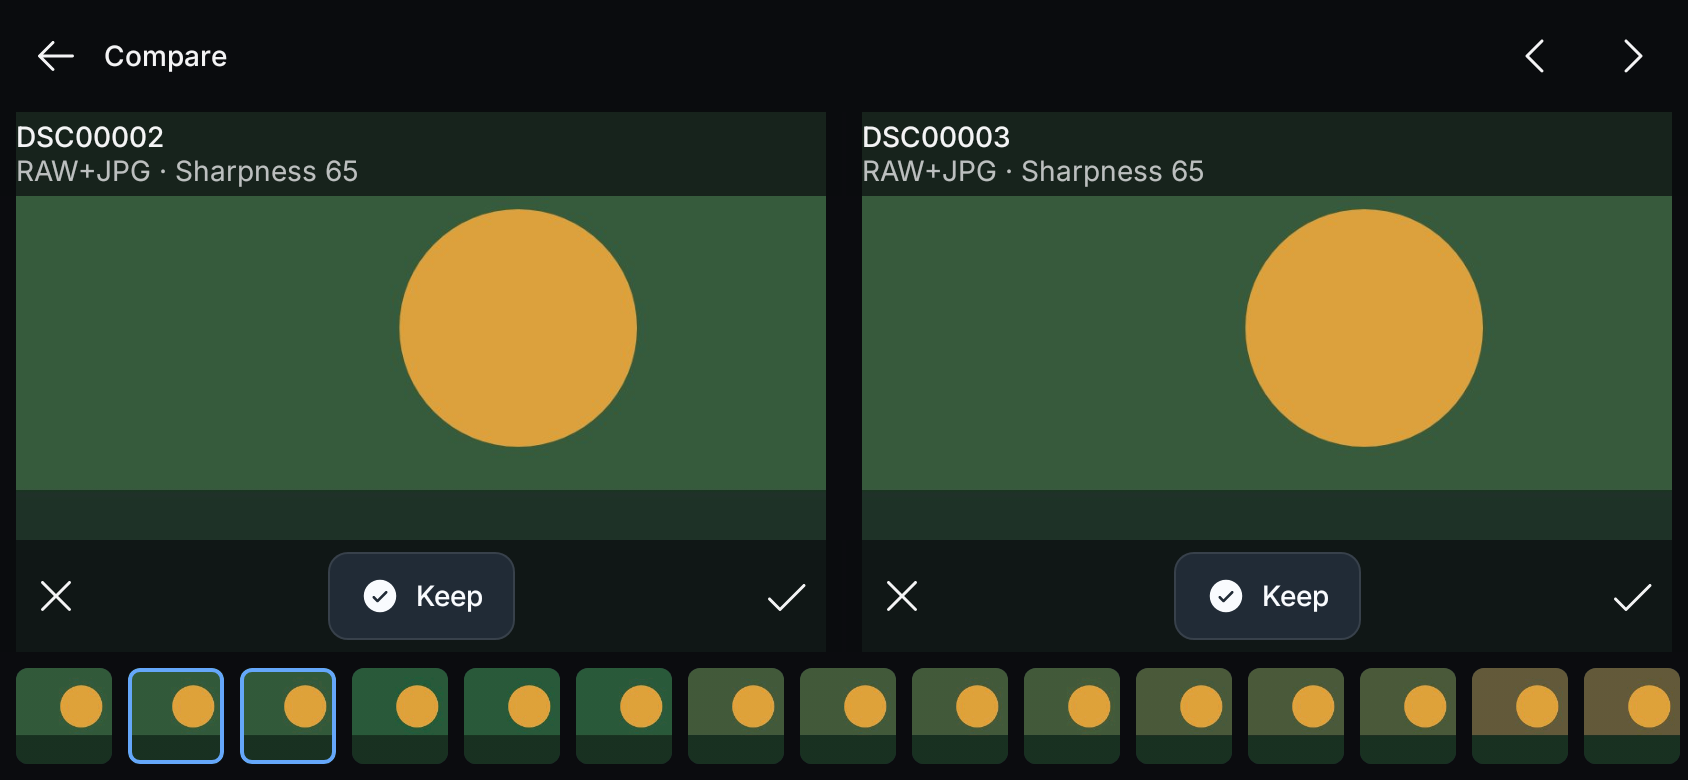 Compare
DSC00002
RAW+JPG · Sharpness 65
DSC00003
RAW+JPG · Sharpness 65
Keep
Keep